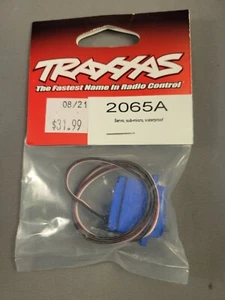 TRAXXAS
The Fastest Name In Radio Control
08/21
$31.99
2065A
Servo, sub-micro, waterproof